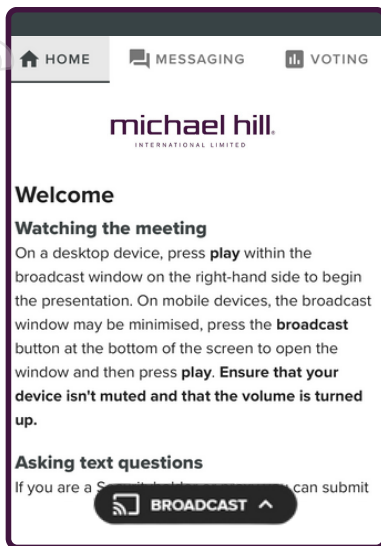 HOME MESSAGING VOTING
michael hill
INTERNATIONAL LIMITED
Welcome
Watching the meeting
On a desktop device, press play within the
broadcast window on the right-hand side to begin
the presentation. On mobile devices, the broadcast
window may be minimised, press the broadcast
button at the bottom of the screen to open the
window and then press play. Ensure that your
device isn't muted and that the volume is turned
up.
Asking text questions
If you are a can submit
BROADCAST